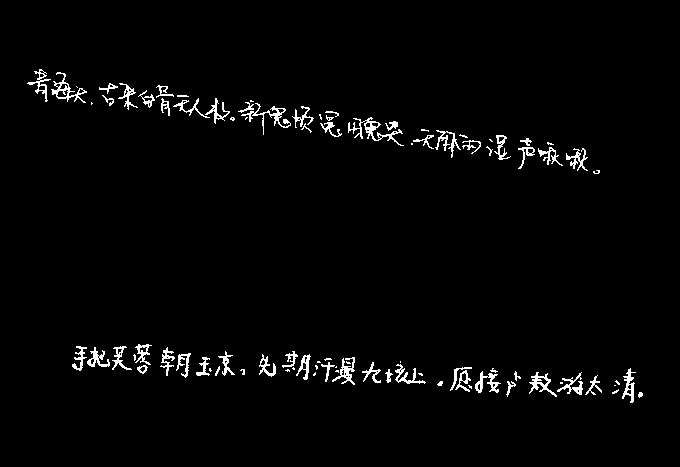 青海头,古来白骨无人收。新鬼烦冤旧鬼哭,天阴雨湿声啾啾。
手把芙蓉朝玉京。先期汗漫九垓上,愿接卢敖游太清。